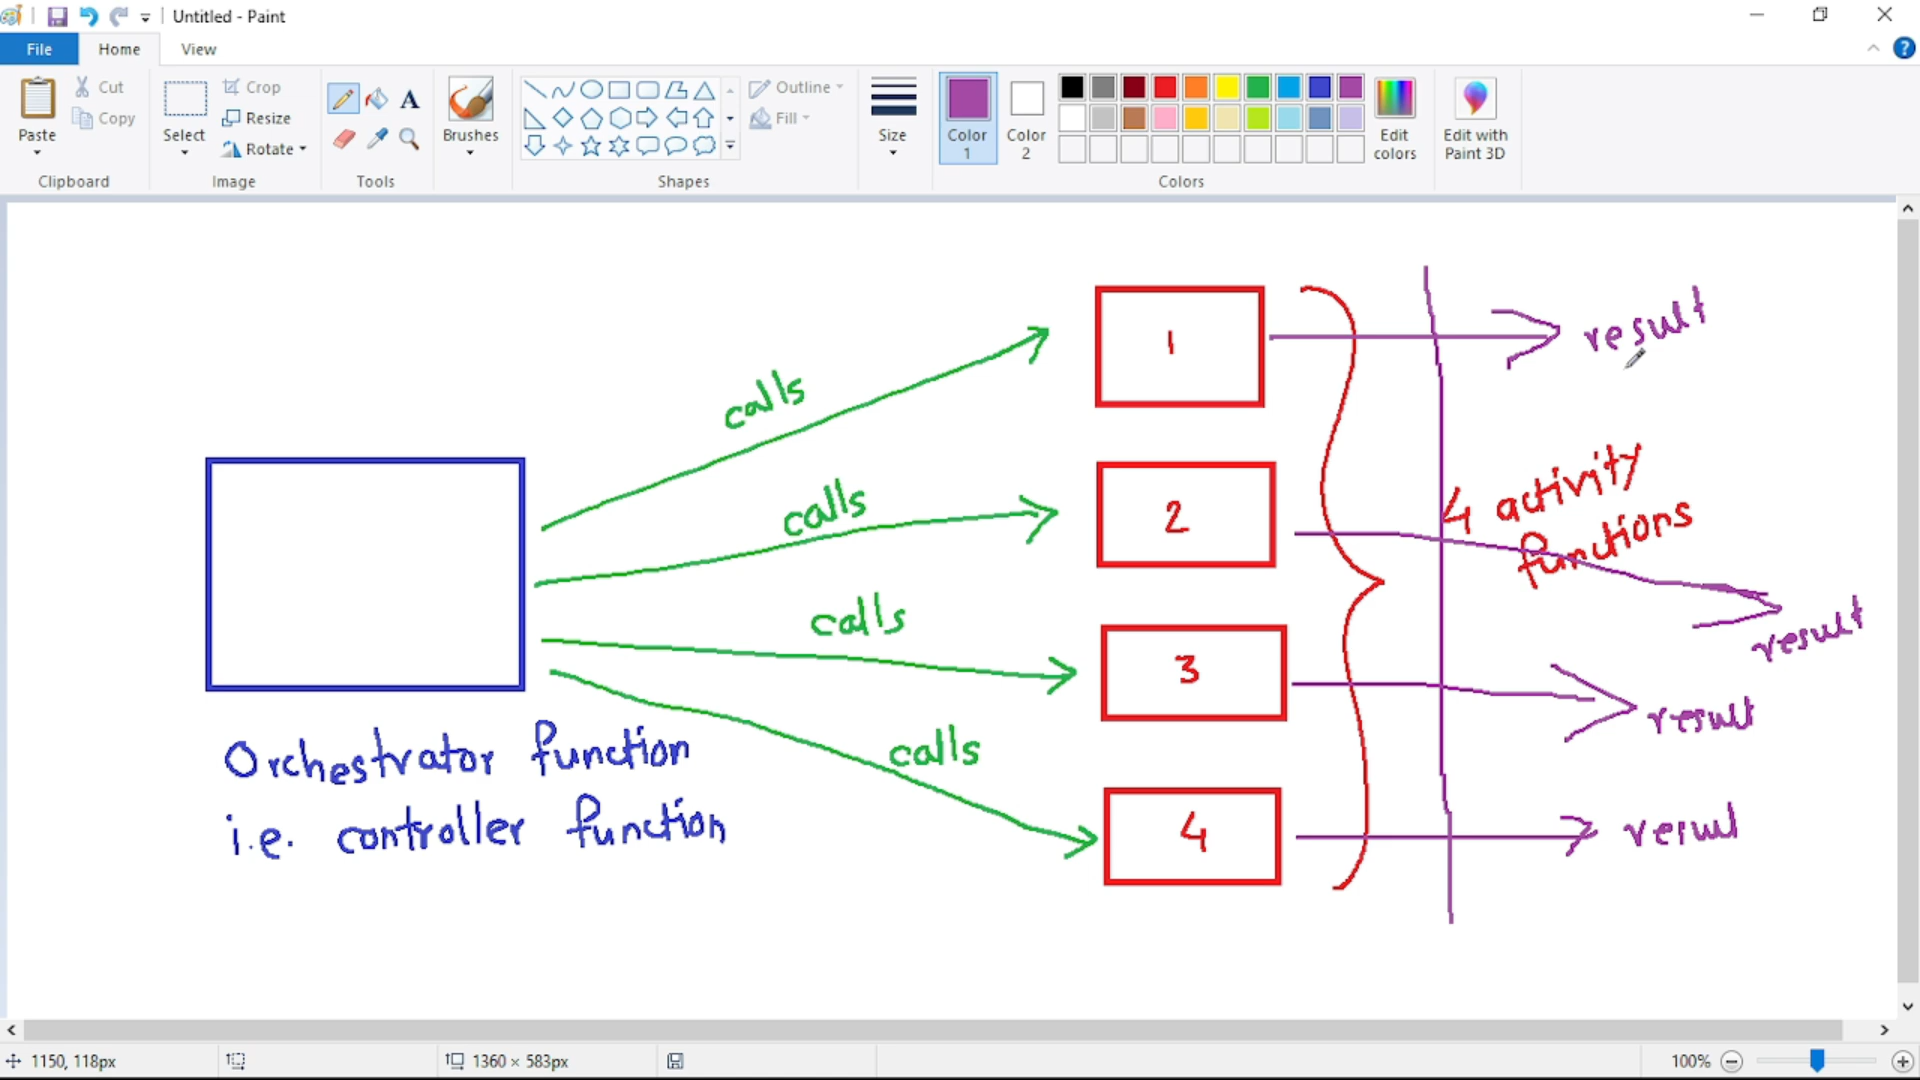 Untitled - Paint
File
Home
View
Paste
Cut
Copy
Clipboard
Select
Crop
Resize
Rotate
Image
A
Tools
Brushes
Shapes
Outline
Fill
Size
Color 1
Color 2
Colors
Edit colors
Edit with Paint 3D
calls
calls
calls
calls
1
2
3
4
result
4 activity
functions
result
result
result
Orchestrator function
i.e. controller function
1150, 118px
1360 × 583px
100%